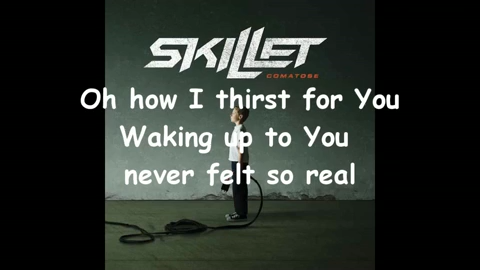 SKILLET
COMATOSE
Oh how I thirst for You
Waking up to You
never felt so real